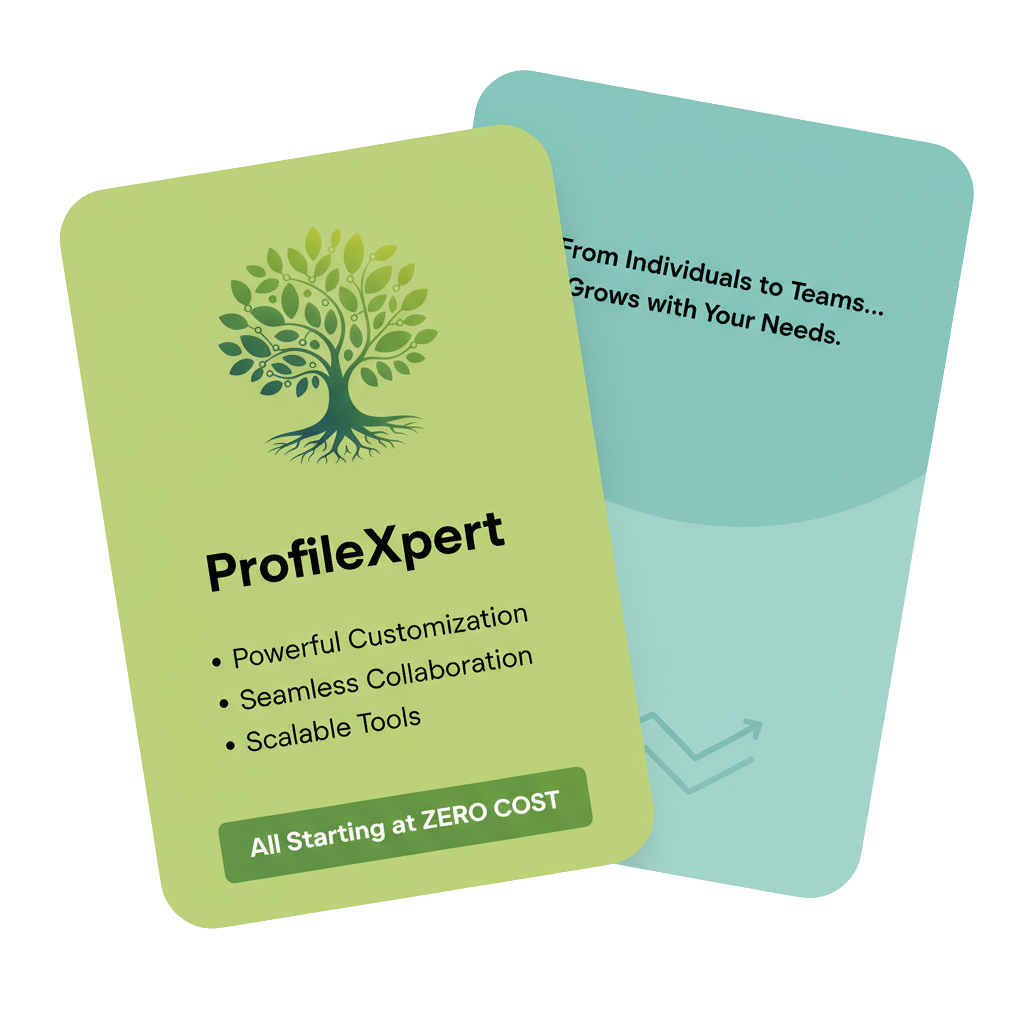 ProfileXpert
• Powerful Customization
• Seamless Collaboration
• Scalable Tools
All Starting at ZERO COST
From Individuals to Teams...
Grows with Your Needs.